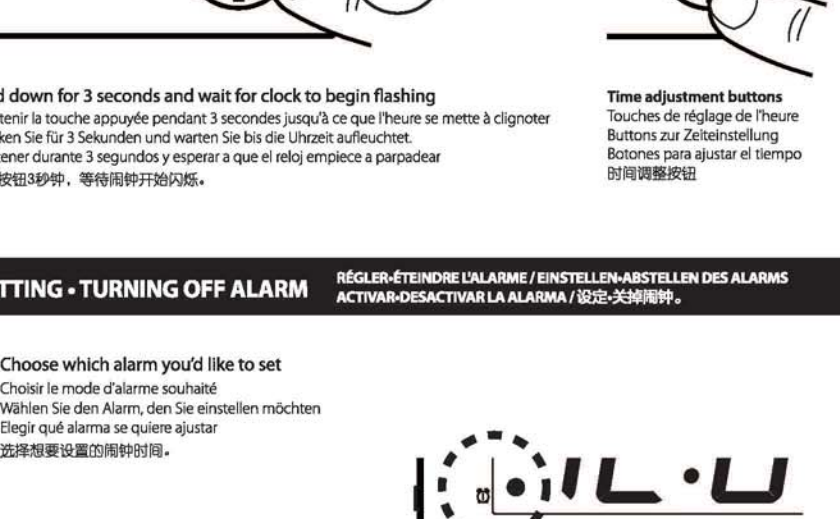 down for 3 seconds and wait for clock to begin flashing
tenir la touche appuyée pendant 3 secondes jusqu'à ce que l'heure se mette à clignoter
ken Sie für 3 Sekunden und warten Sie bis die Uhrzeit aufleuchtet.
ener durante 3 segundos y esperar a que el reloj empiece a parpadear
按钮3秒钟，等待闹钟开始闪烁。
Time adjustment buttons
Touches de réglage de l'heure
Buttons zur Zelteinstellung
Botones para ajustar el tiempo
时间调整按钮
TTING • TURNING OFF ALARM
RÉGLER•ÉTEINDRE L'ALARME / EINSTELLEN•ABSTELLEN DES ALARMS
ACTIVAR•DESACTIVAR LA ALARMA / 设定•关掉闹钟。
Choose which alarm you'd like to set
Choisir le mode d'alarme souhaité
Wählen Sie den Alarm, den Sie einstellen möchten
Elegir qué alarma se quiere ajustar
选择想要设置的闹钟时间。